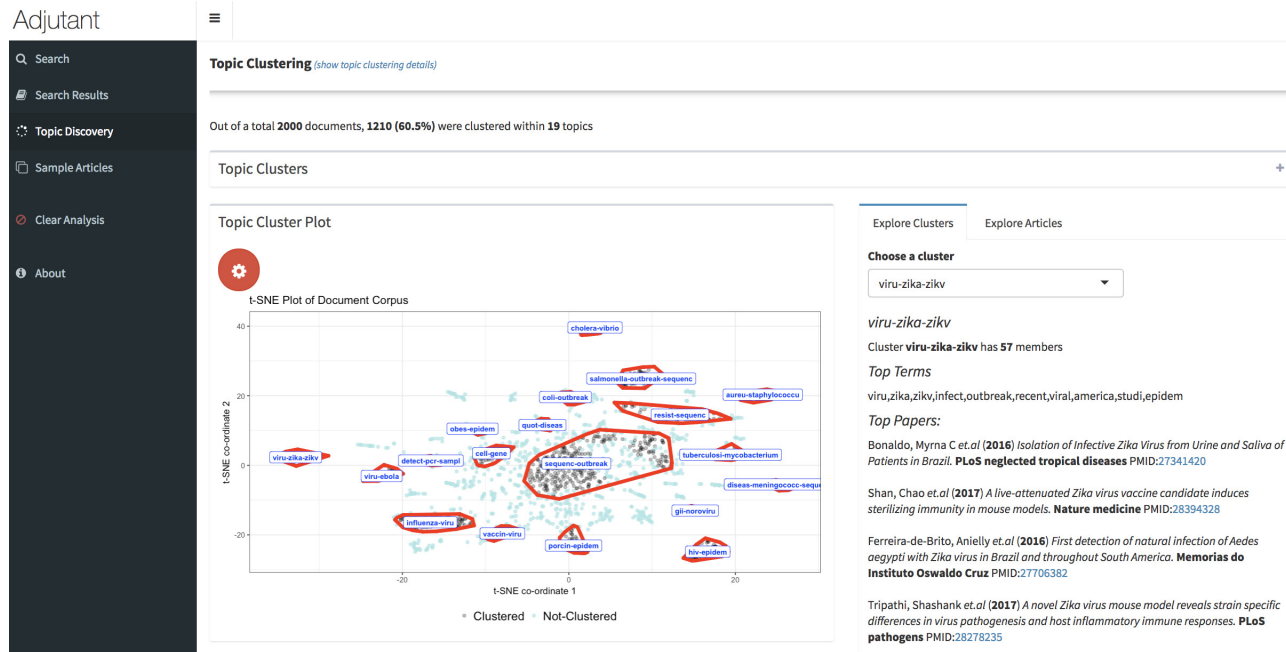 Adjutant
Search
Search Results
Topic Discovery
Sample Articles
Clear Analysis
About
Topic Clustering (show topic clustering details)
Out of a total 2000 documents, 1210 (60.5%) were clustered within 19 topics
Topic Clusters
+
Topic Cluster Plot
t-SNE Plot of Document Corpus
t-SNE co-ordinate 2
40
20
0
-20
cholera-vibrio
salmonella-outbreak-sequenc
coli-outbreak
aureu-staphylococcu
resist-sequenc
quot-diseas
obes-epidem
cell-gene
tuberculosi-mycobacterium
viru-zika-zikv
detect-pcr-sampl
sequenc-outbreak
viru-ebola
diseas-meningococc-seque
gii-noroviru
influenza-viru
vaccin-viru
porcin-epidem
hiv-epidem
-20
0
20
t-SNE co-ordinate 1
Clustered
Not-Clustered
Explore Clusters
Explore Articles
Choose a cluster
viru-zika-zikv
viru-zika-zikv
Cluster viru-zika-zikv has 57 members
Top Terms
viru,zika,zikv,infect,outbreak,recent,viral,america,studi,epidem
Top Papers:
Bonaldo, Myrna C et.al (2016) Isolation of Infective Zika Virus from Urine and Saliva of
Patients in Brazil. PLoS neglected tropical diseases PMID:27341420
Shan, Chao et.al (2017) A live-attenuated Zika virus vaccine candidate induces
sterilizing immunity in mouse models. Nature medicine PMID:28394328
Ferreira-de-Brito, Anielly et.al (2016) First detection of natural infection of Aedes
aegypti with Zika virus in Brazil and throughout South America. Memorias do
Instituto Oswaldo Cruz PMID:27706382
Tripathi, Shashank et.al (2017) A novel Zika virus mouse model reveals strain specific
differences in virus pathogenesis and host inflammatory immune responses. PLoS
pathogens PMID:28278235